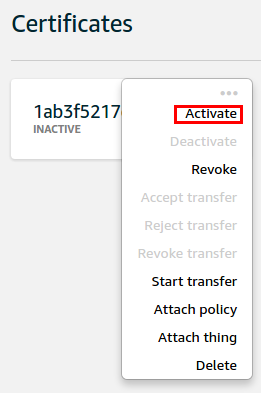 Certificates
1ab3f5217
INACTIVE
Activate
Deactivate
Revoke
Accept transfer
Reject transfer
Revoke transfer
Start transfer
Attach policy
Attach thing
Delete